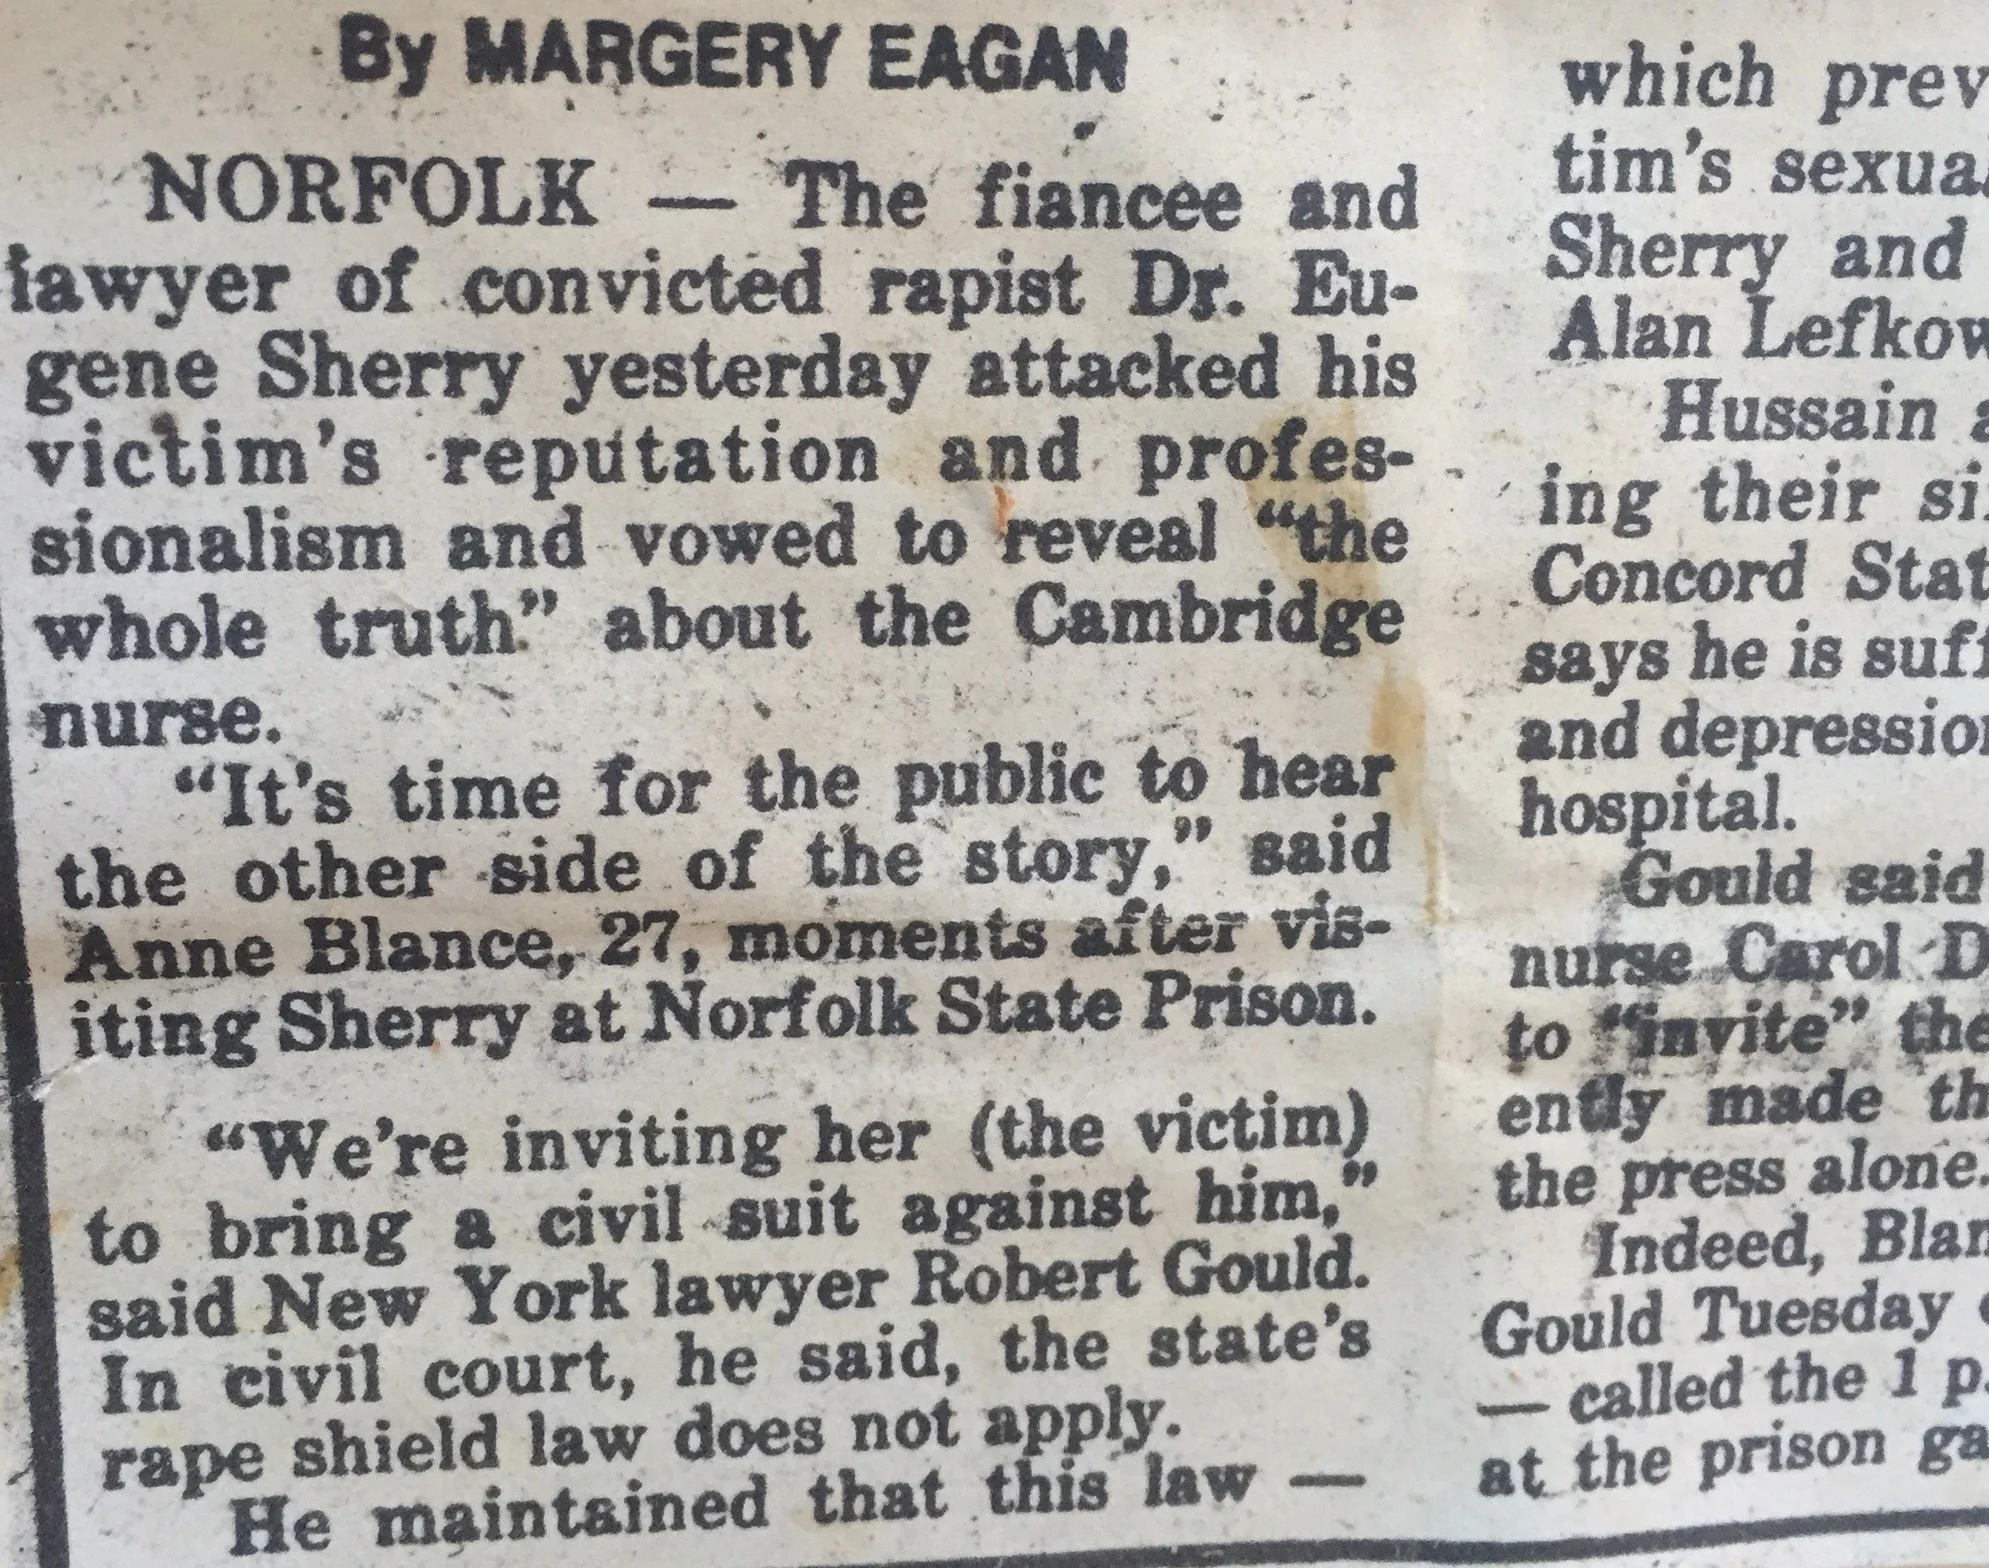 By MARGERY EAGAN
NORFOLK — The fiancee and
lawyer of convicted rapist Dr. Eu-
gene Sherry yesterday attacked his
victim's reputation and profes-
sionalism and vowed to reveal "the
whole truth" about the Cambridge
nurse.
"It's time for the public to hear
the other side of the story," said
Anne Blance, 27, moments after vis-
iting Sherry at Norfolk State Prison.
"We're inviting her (the victim)
to bring a civil suit against him,"
said New York lawyer Robert Gould.
In civil court, he said, the state's
rape shield law does not apply.
He maintained that this law —
which prev
tim's sexual
Sherry and
Alan Lefkow
Hussain a
ing their si
Concord Stat
says he is suff
and depression
hospital.
Gould said
nurse Carol D
to "invite" the
ently made th
the press alone.
Indeed, Blan
Gould Tuesday
— called the 1 p.
at the prison ga